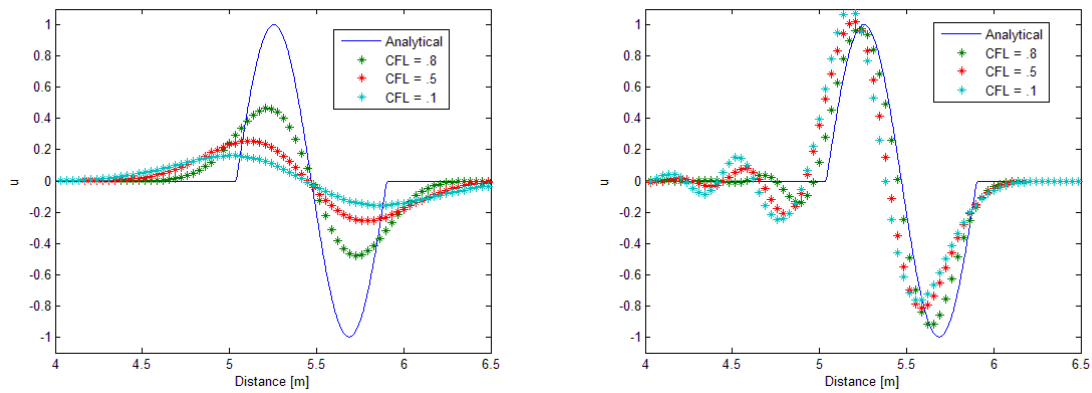 1
0.8
0.6
0.4
0.2
0
-0.2
-0.4
-0.6
-0.8
-1
u
4
4.5
5
5.5
6
6.5
Distance [m]
Analytical
CFL = .8
CFL = .5
CFL = .1
1
0.8
0.6
0.4
0.2
0
-0.2
-0.4
-0.6
-0.8
-1
u
4
4.5
5
5.5
6
6.5
Distance [m]
Analytical
CFL = .8
CFL = .5
CFL = .1